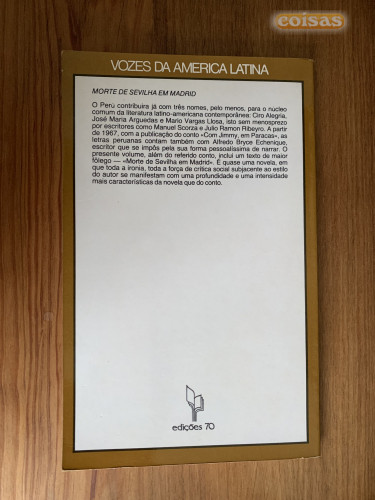 coisas
VOZES DA AMERICA LATINA
MORTE DE SEVILHA EM MADRID
O Perú contribuira já com três nomes, pelo menos, para o núcleo
comum da literatura latino-americana contemporânea: Ciro Alegria,
José Maria Arguedas e Mario Vargas Llosa, isto sem menosprezo
por escritores como Manuel Scorza e Julio Ramon Ribeyro. A partir
de 1967, com a publicação do conto «Com Jimmy, em Paracas», as
letras peruanas contam também com Alfredo Bryce Echenique,
escritor que se impôs pela sua forma pessoalíssima de narrar. O
presente volume, além do referido conto, inclui um texto de maior
fôlego — «Morte de Sevilha em Madrid». É quase uma novela, em
que toda a ironia, toda a força de crítica social subjacente ao estilo
do autor se manifestam com uma profundidade e uma intensidade
mais características da novela que do conto.
edições 70